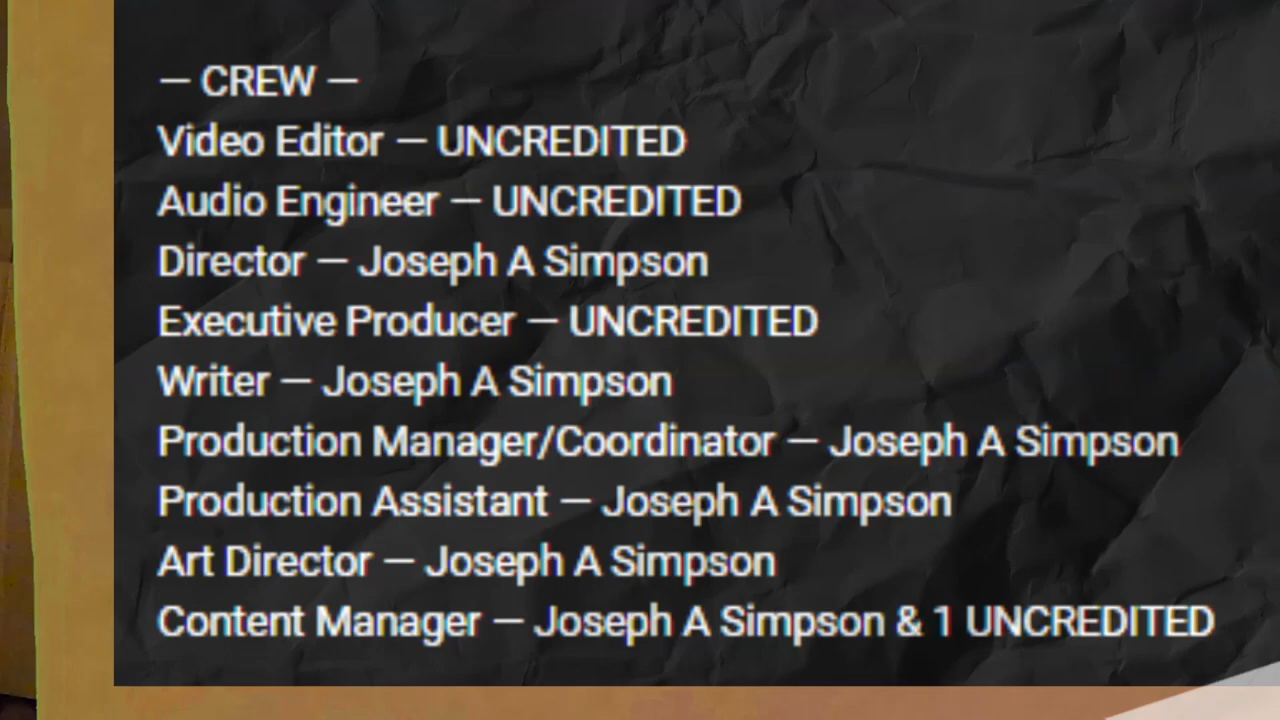 — CREW —
Video Editor — UNCREDITED
Audio Engineer — UNCREDITED
Director — Joseph A Simpson
Executive Producer — UNCREDITED
Writer — Joseph A Simpson
Production Manager/Coordinator — Joseph A Simpson
Production Assistant — Joseph A Simpson
Art Director — Joseph A Simpson
Content Manager — Joseph A Simpson & 1 UNCREDITED